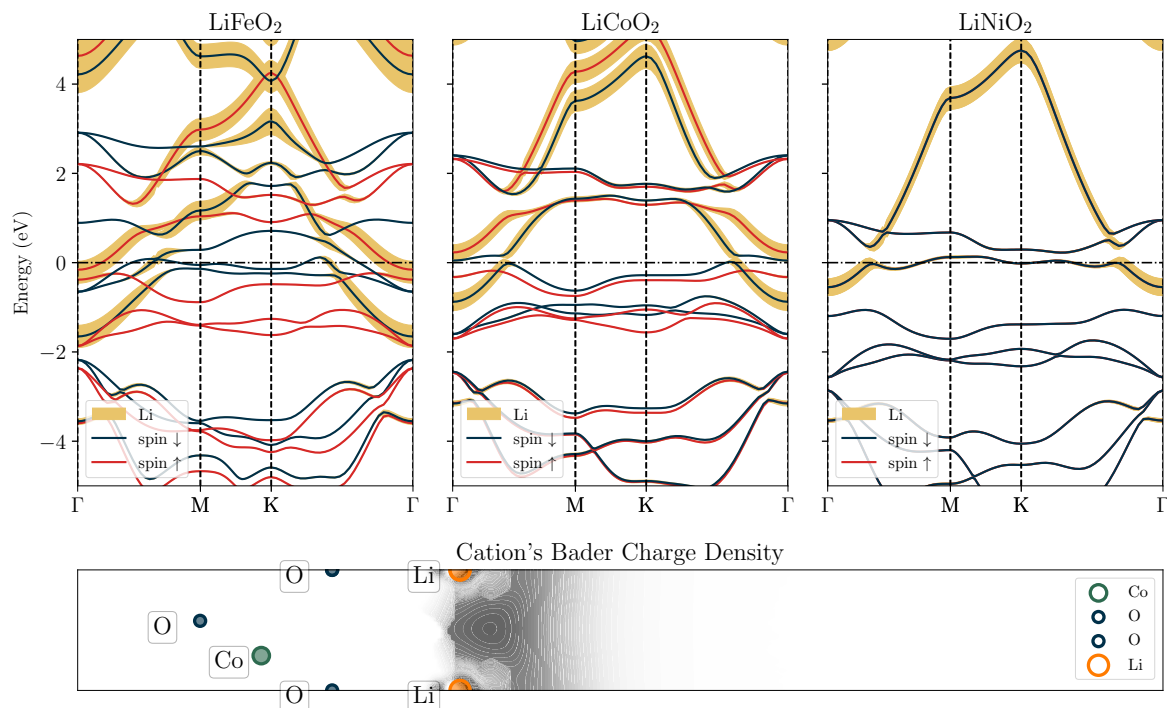 LiFeO₂ LiCoO₂ LiNiO₂
Energy (eV)
4
2
0
−2
−4
Li
spin ↓
spin ↑
Γ M K Γ
Li
spin ↓
spin ↑
Γ M K Γ
Li
spin ↓
spin ↑
Γ M K Γ
Cation's Bader Charge Density
O
Li
O
Co
O
Li
Co
O
O
Li